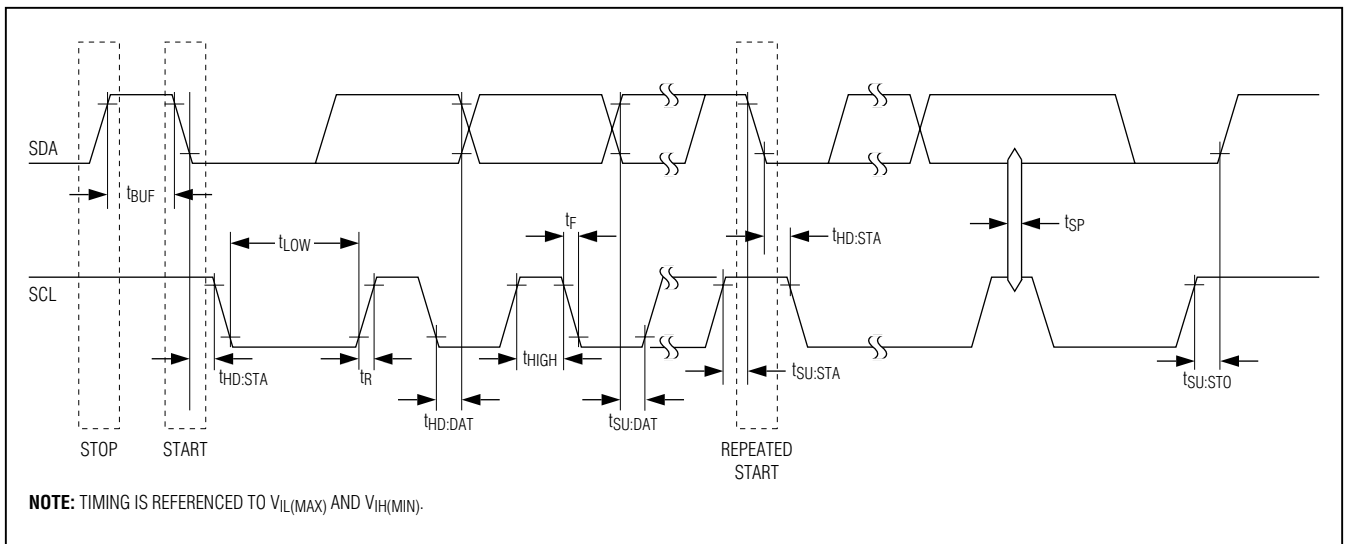 SDA
tBUF
tF
tLOW
tHD:STA
tSP
SCL
tHD:STA
tR
tHIGH
tSU:STA
tSU:STO
tHD:DAT
tSU:DAT
STOP
START
REPEATED
START
NOTE: TIMING IS REFERENCED TO VIL(MAX) AND VIH(MIN).